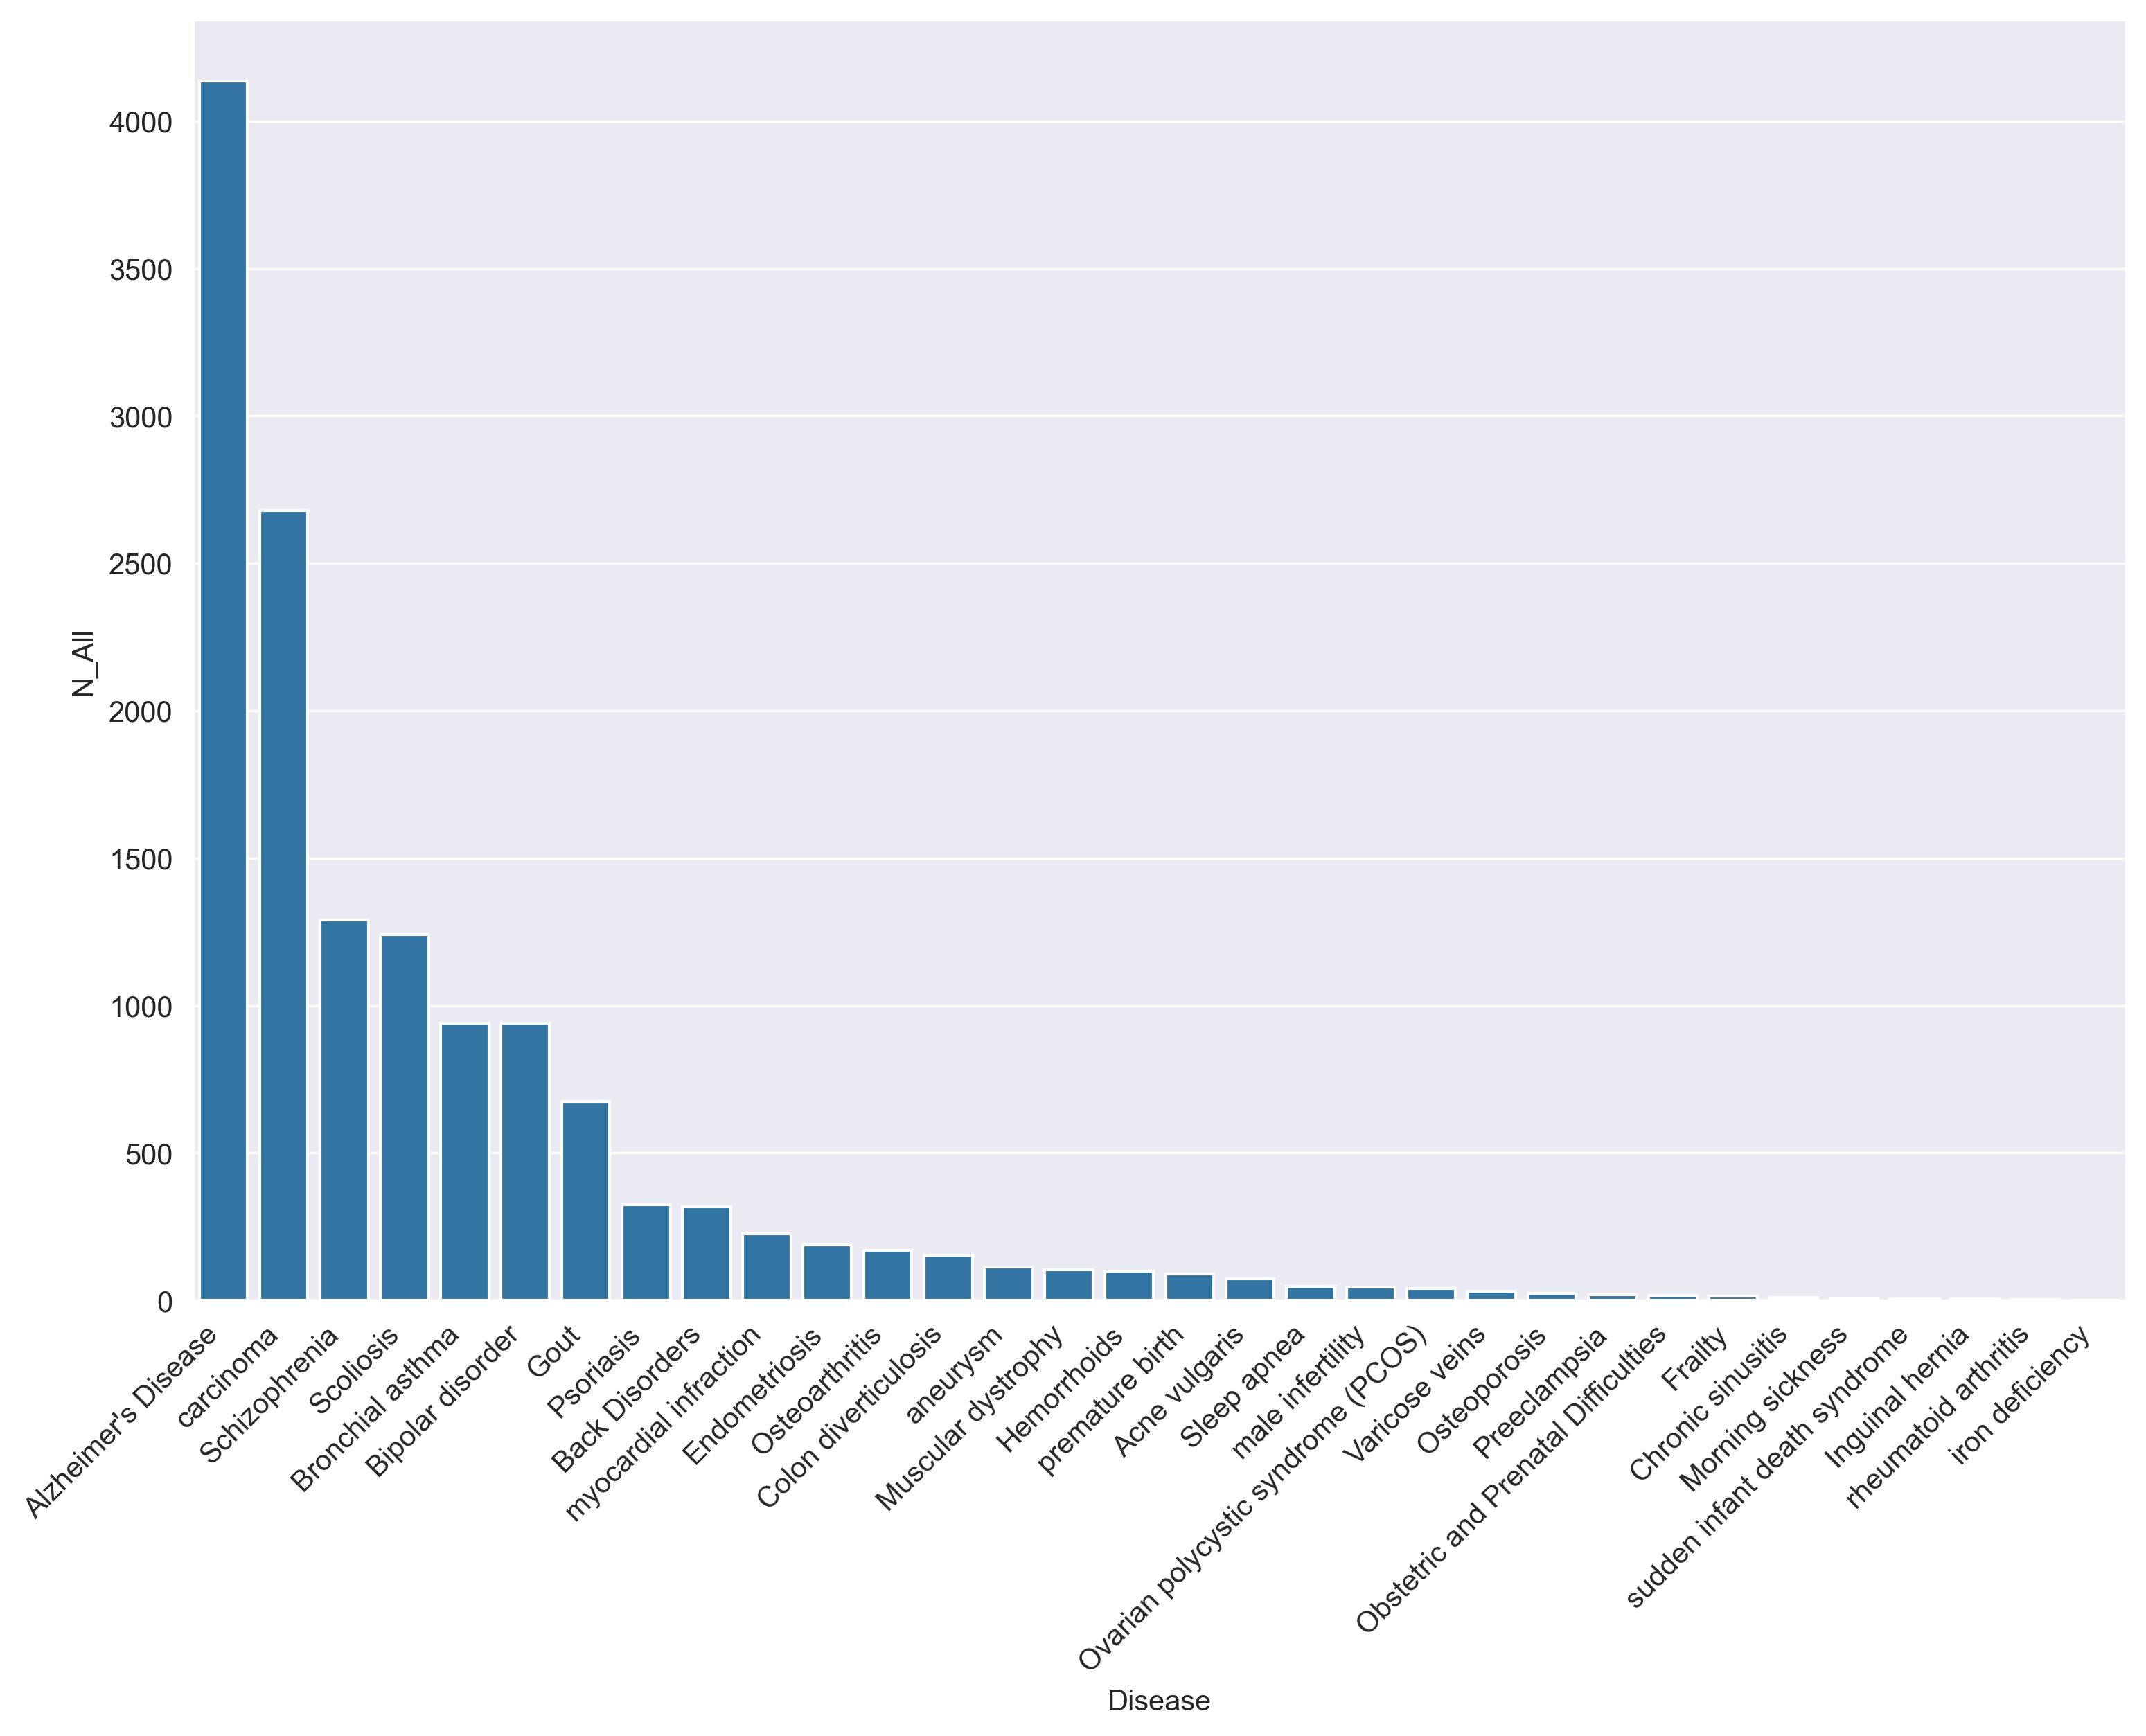 4000
3500
3000
2500
2000
1500
1000
500
0
N_All
Alzheimer's Disease
carcinoma
Schizophrenia
Scoliosis
Bronchial asthma
Bipolar disorder
Gout
Psoriasis
Back Disorders
myocardial infraction
Endometriosis
Osteoarthritis
Colon diverticulosis
aneurysm
Muscular dystrophy
Hemorrhoids
premature birth
Acne vulgaris
Sleep apnea
male infertility
Ovarian polycystic syndrome (PCOS)
Varicose veins
Osteoporosis
Preeclampsia
Obstetric and Prenatal Difficulties
Frailty
Chronic sinusitis
Morning sickness
sudden infant death syndrome
Inguinal hernia
rheumatoid arthritis
iron deficiency
Disease